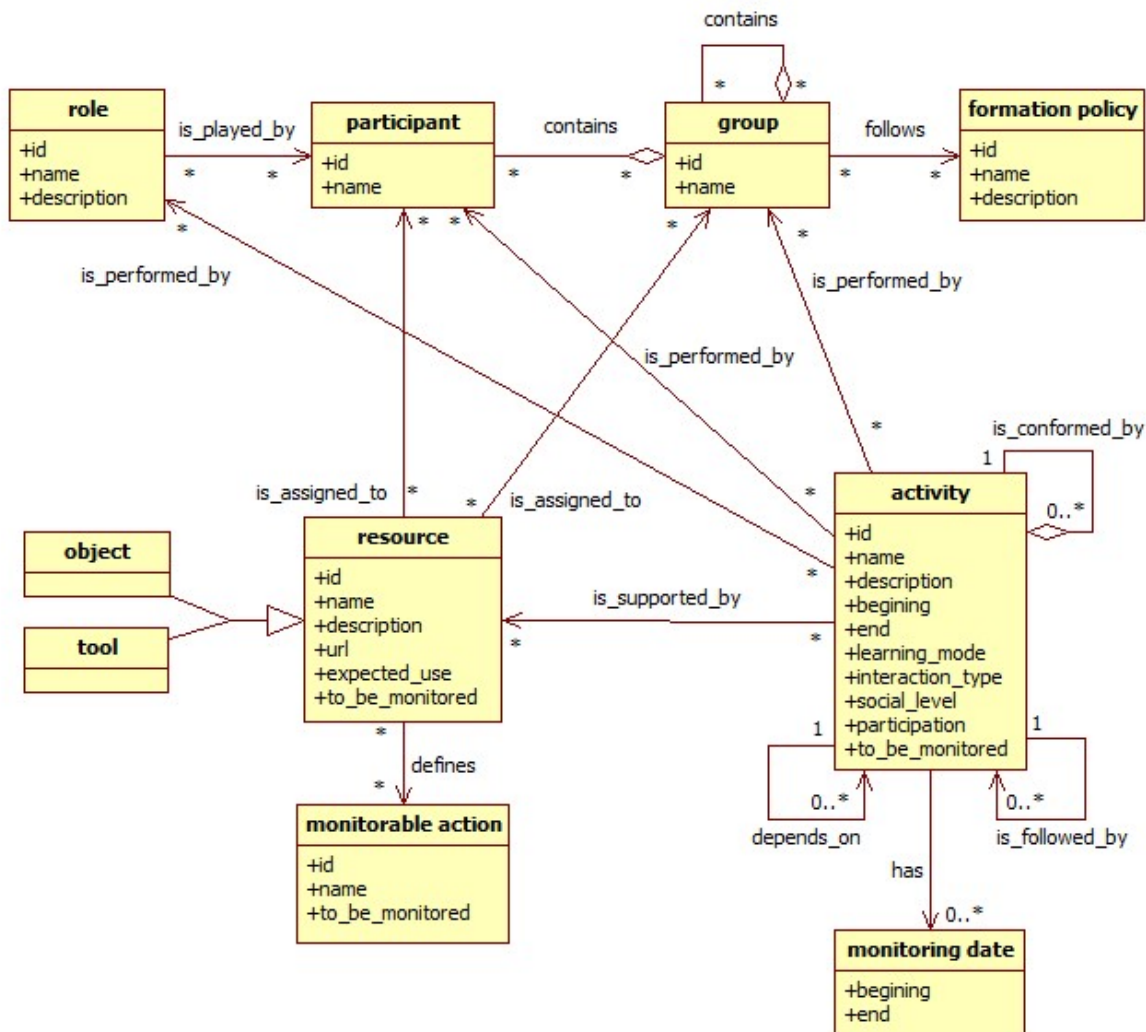 contains
role
+id
+name
+description
is_played_by
* *
participant
+id
+name
contains
* *
* *
group
+id
+name
follows
* *
formation policy
+id
+name
+description
*
is_performed_by
* *
* *
is_performed_by
is_performed_by
is_assigned_to
*
*
is_assigned_to
*
*
*
is_conformed_by
1
0..*
object
tool
resource
+id
+name
+description
+url
+expected_use
+to_be_monitored
is_supported_by
* *
activity
+id
+name
+description
+begining
+end
+learning_mode
+interaction_type
+social_level
+participation
+to_be_monitored
*
defines
*
monitorable action
+id
+name
+to_be_monitored
1
0..*
depends_on
1
0..*
is_followed_by
has
0..*
monitoring date
+begining
+end